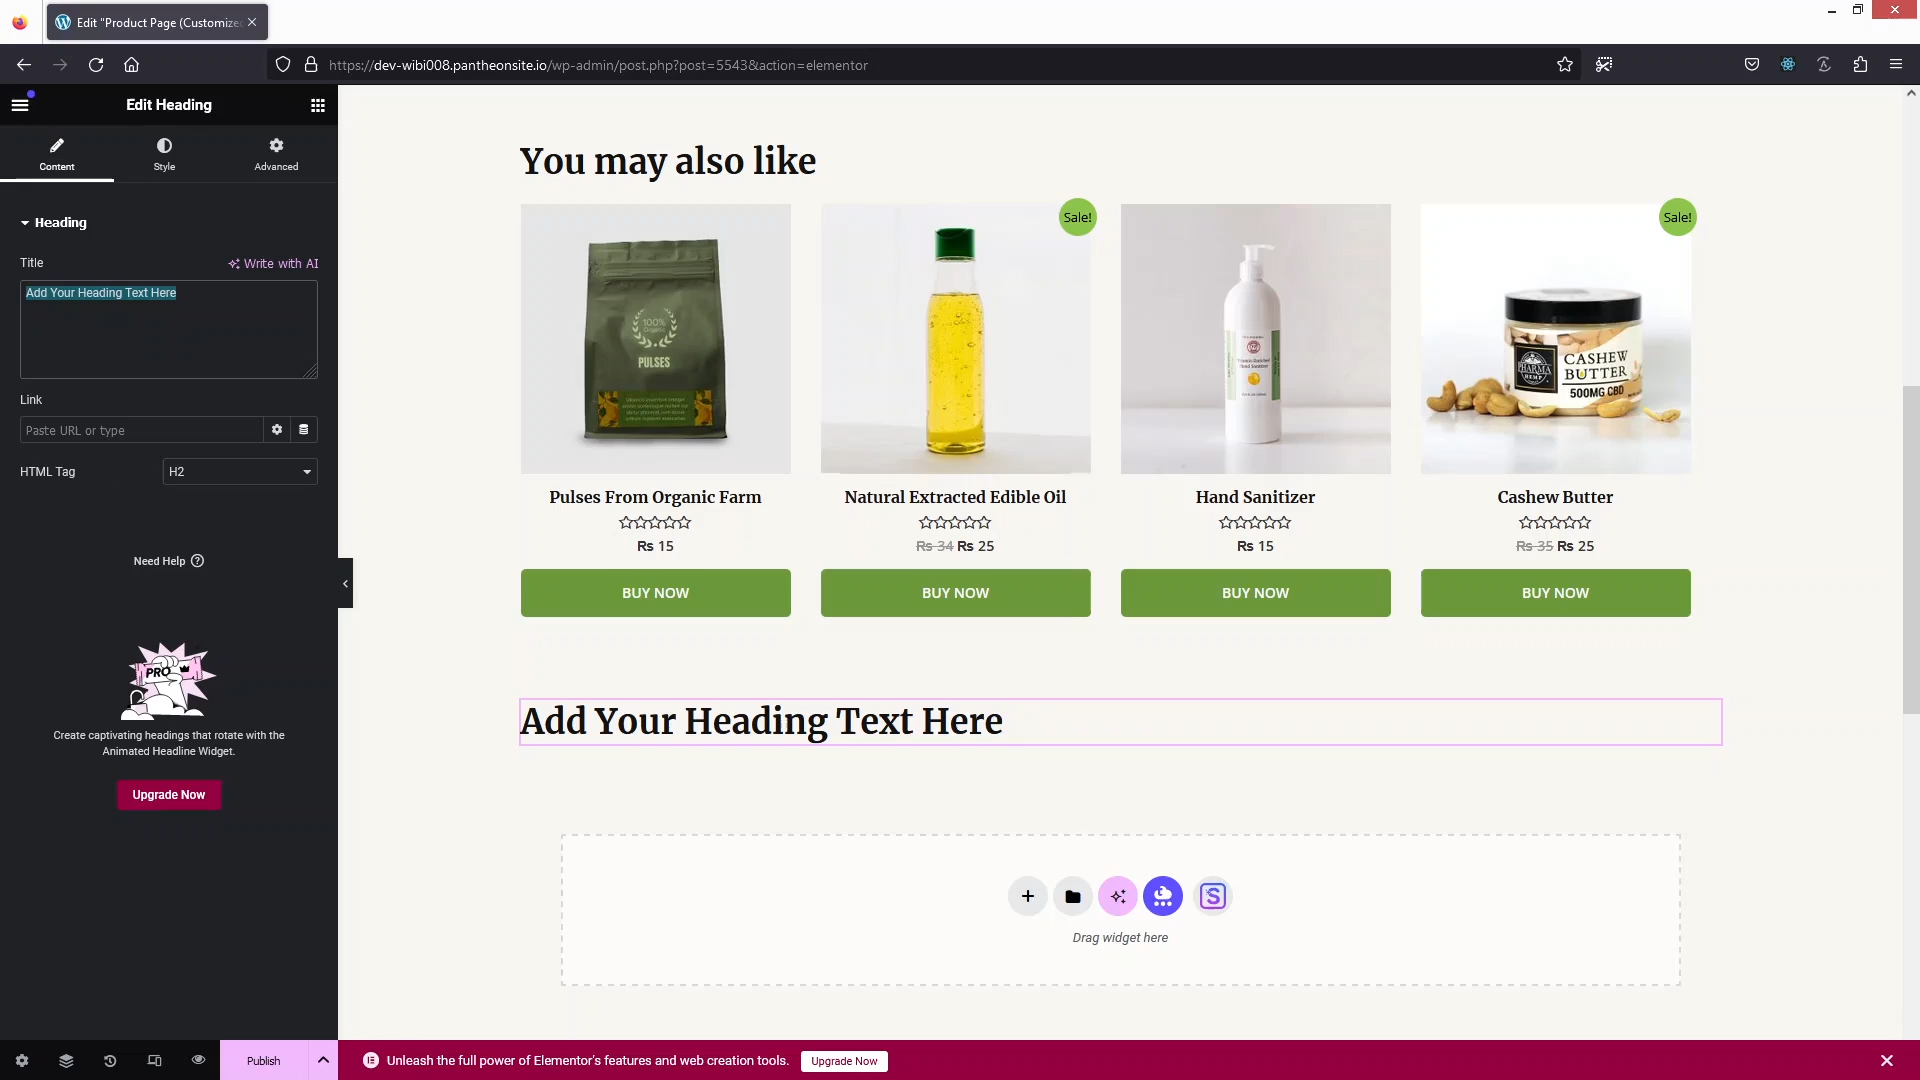 Edit "Product Page (Customize
https://dev-wibi008.pantheonsite.io/wp-admin/post.php?post=5543&action=elementor
Edit Heading
Content
Style
Advanced
Heading
Title
Write with AI
Add Your Heading Text Here
Link
Paste URL or type
HTML Tag
H2
Need Help
PRO
Create captivating headings that rotate with the
Animated Headline Widget.
Upgrade Now
Publish
You may also like
Sale!
Sale!
100%
Organic
PULSES
PHARMA
HEMP
CASHEW
BUTTER
500MG CBD
Pulses From Organic Farm
Natural Extracted Edible Oil
Hand Sanitizer
Cashew Butter
Rs 15
Rs 34 Rs 25
Rs 15
Rs 35 Rs 25
BUY NOW
BUY NOW
BUY NOW
BUY NOW
Add Your Heading Text Here
Drag widget here
Unleash the full power of Elementor's features and web creation tools.
Upgrade Now